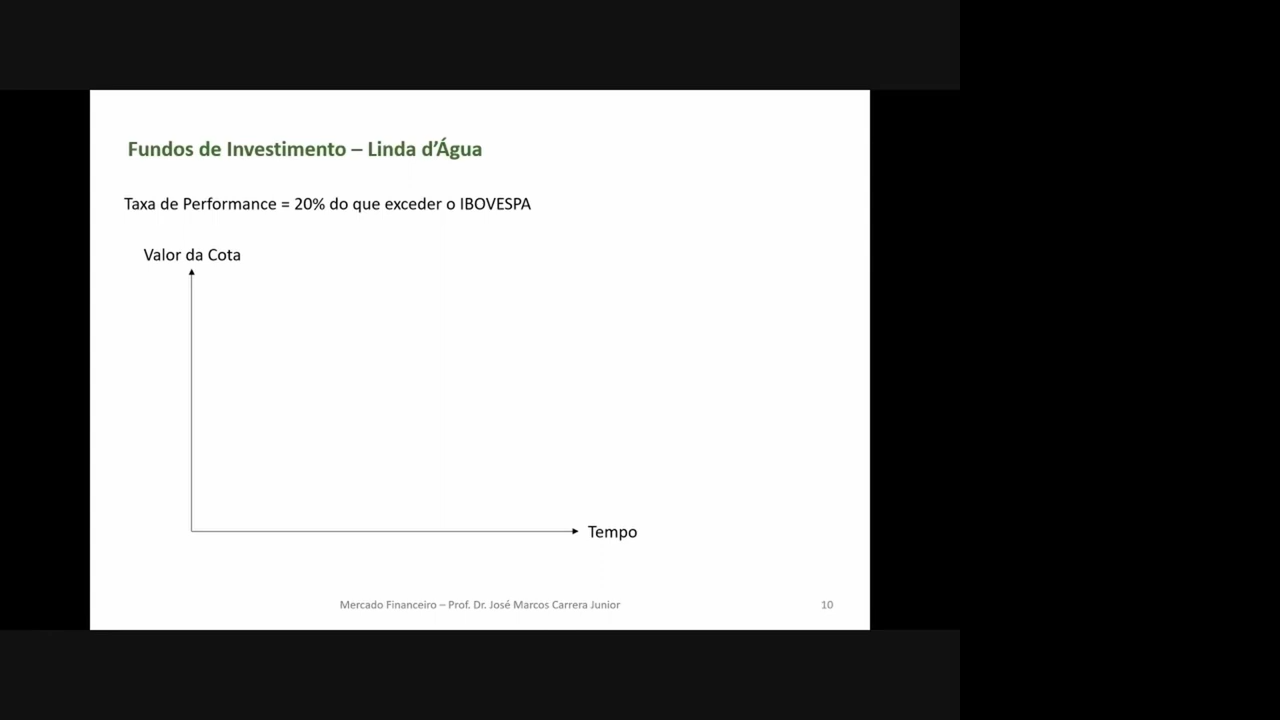 Fundos de Investimento – Linda d’Água
Taxa de Performance = 20% do que exceder o IBOVESPA
Valor da Cota
Tempo
Mercado Financeiro – Prof. Dr. José Marcos Carrera Junior
10